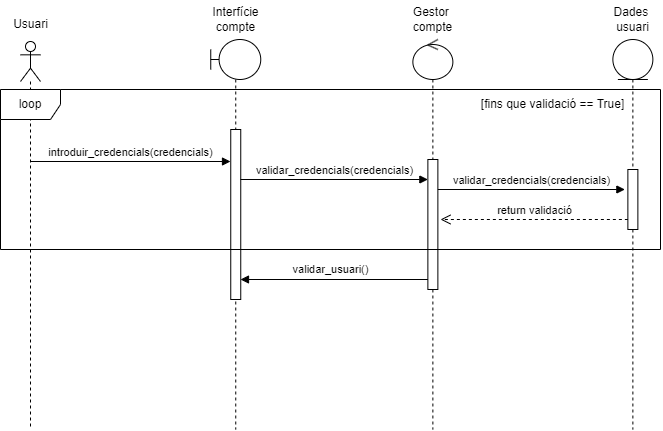 Usuari
Interfície
compte
Gestor
compte
Dades
usuari
loop
[fins que validació == True]
introduir_credencials(credencials)
validar_credencials(credencials)
validar_credencials(credencials)
return validació
validar_usuari()